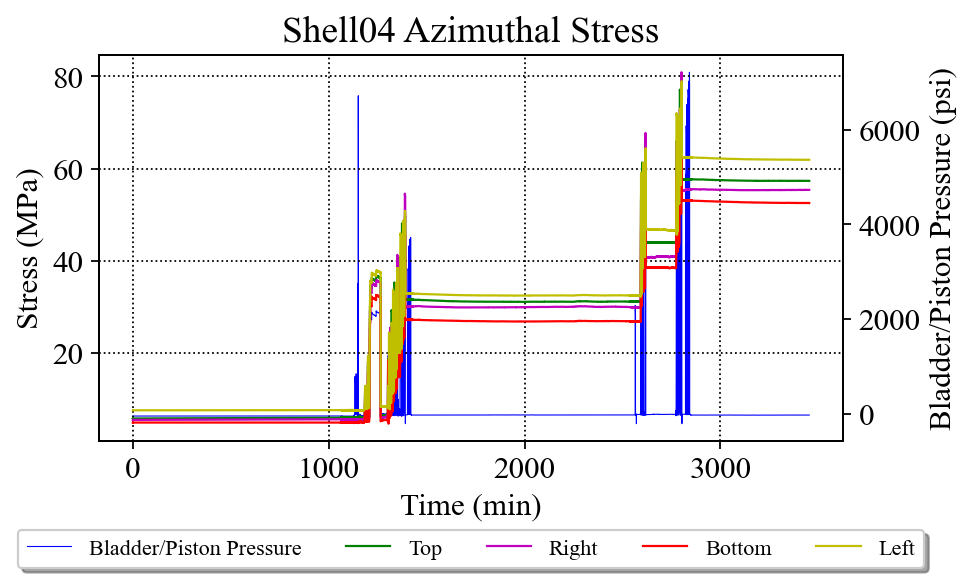 Shell04 Azimuthal Stress
80
60
40
20
Stress (MPa)
6000
4000
2000
0
Bladder/Piston Pressure (psi)
0 1000 2000 3000
Time (min)
Bladder/Piston Pressure Top Right Bottom Left